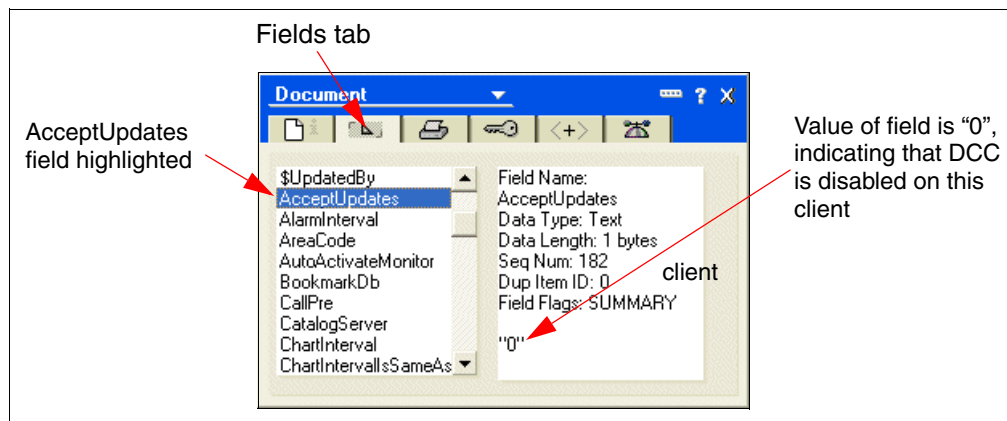 Fields tab
AcceptUpdates
field highlighted
Document
? X
<+>
$UpdatedBy
AcceptUpdates
AlarmInterval
AreaCode
AutoActivateMonitor
BookmarkDb
CallPre
CatalogServer
ChartInterval
ChartIntervalIsSameAs
Field Name:
AcceptUpdates
Data Type: Text
Data Length: 1 bytes
Seq Num: 182
Dup Item ID: 0
Field Flags: SUMMARY
"0"
client
Value of field is “0”,
indicating that DCC
is disabled on this
client